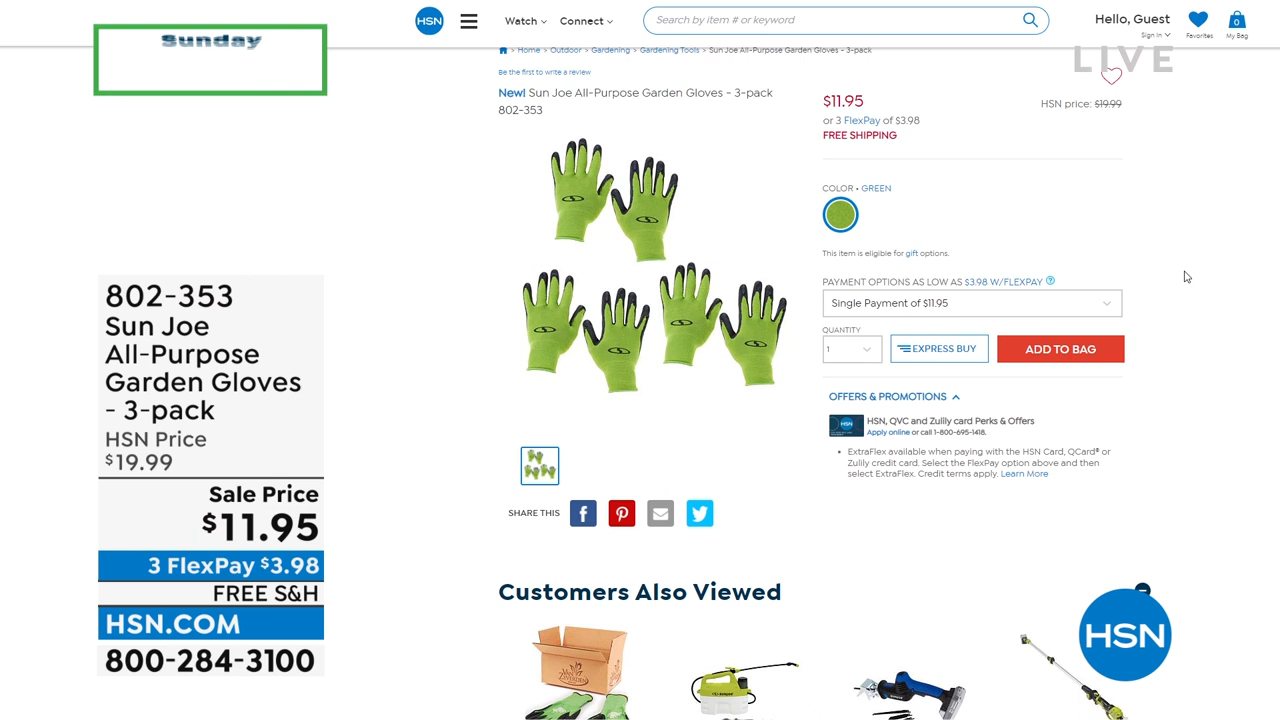 Sunday
802-353
Sun Joe
All-Purpose
Garden Gloves
- 3-pack
HSN Price
$19.99
Sale Price
$11.95
3 FlexPay $3.98
FREE S&H
HSN.COM
800-284-3100
HSN
Watch
Connect
Search by item # or keyword
Hello, Guest
Sign in
Favorites
0
My Bag
LIVE
> Home > Outdoor > Gardening > Gardening Tools > Sun Joe All-Purpose Garden Gloves - 3-pack
Be the first to write a review
New! Sun Joe All-Purpose Garden Gloves - 3-pack
802-353
$11.95
HSN price: $19.99
or 3 FlexPay of $3.98
FREE SHIPPING
COLOR • GREEN
This item is eligible for gift options.
PAYMENT OPTIONS AS LOW AS $3.98 W/FLEXPAY ?
Single Payment of $11.95
QUANTITY
1
EXPRESS BUY
ADD TO BAG
OFFERS & PROMOTIONS
HSN
HSN, QVC and Zulily card Perks & Offers
Apply online or call 1-800-695-1418.
• ExtraFlex available when paying with the HSN Card, QCard® or
Zulily credit card. Select the FlexPay option above and then
select ExtraFlex. Credit terms apply. Learn More
SHARE THIS
Customers Also Viewed
HSN